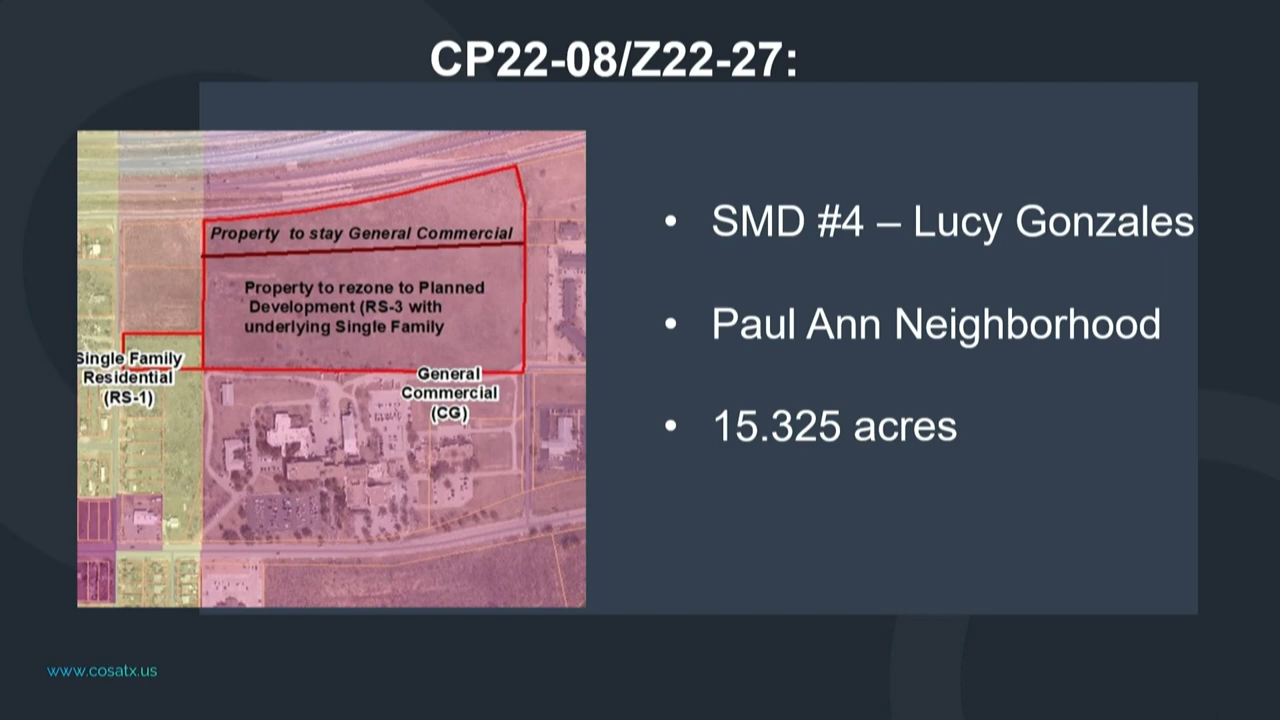 CP22-08/Z22-27:
Property to stay General Commercial
Property to rezone to Planned
Development (RS-3 with
underlying Single Family
Single Family
Residential
(RS-1)
General
Commercial
(CG)
• SMD #4 – Lucy Gonzales
• Paul Ann Neighborhood
• 15.325 acres
www.cosatx.us